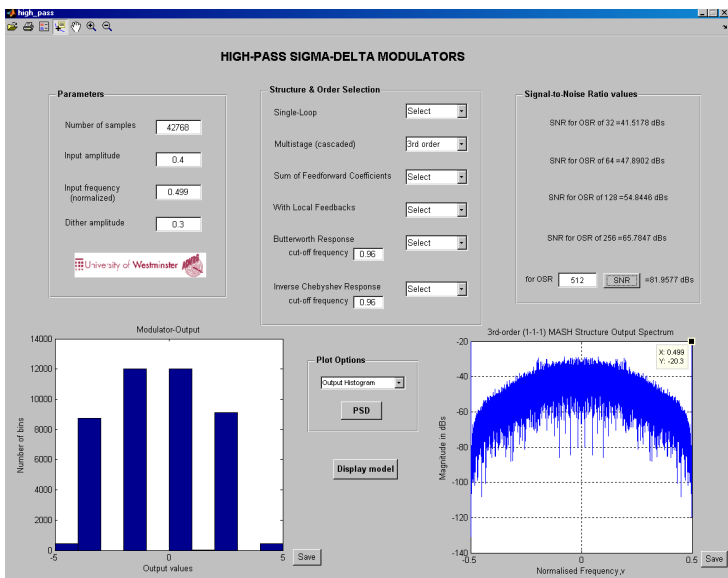 high_pass
HIGH-PASS SIGMA-DELTA MODULATORS
Parameters
Number of samples 42768
Input amplitude 0.4
Input frequency
(normalized) 0.499
Dither amplitude 0.3
University of Westminster
Structure & Order Selection
Single-Loop Select
Multistage (cascaded) 3rd order
Sum of Feedforward Coefficients Select
With Local Feedbacks Select
Butterworth Response Select
cut-off frequency 0.96
Inverse Chebyshev Response Select
cut-off frequency 0.96
Signal-to-Noise Ratio values
SNR for OSR of 32 =41.5178 dBs
SNR for OSR of 64 =47.8902 dBs
SNR for OSR of 128 =54.8446 dBs
SNR for OSR of 256 =65.7847 dBs
for OSR 512 SNR =81.9577 dBs
Modulator-Output
14000
12000
10000
8000
6000
4000
2000
0
-5 0 5
Number of bins
Output values
Save
Plot Options
Output Histogram
PSD
Display model
3rd-order (1-1-1) MASH Structure Output Spectrum
X: 0.499
Y: -20.3
-20
-40
-60
-80
-100
-120
-140
-0.5 0 0.5
Magnitude in dBs
Normalised Frequency,v
Save